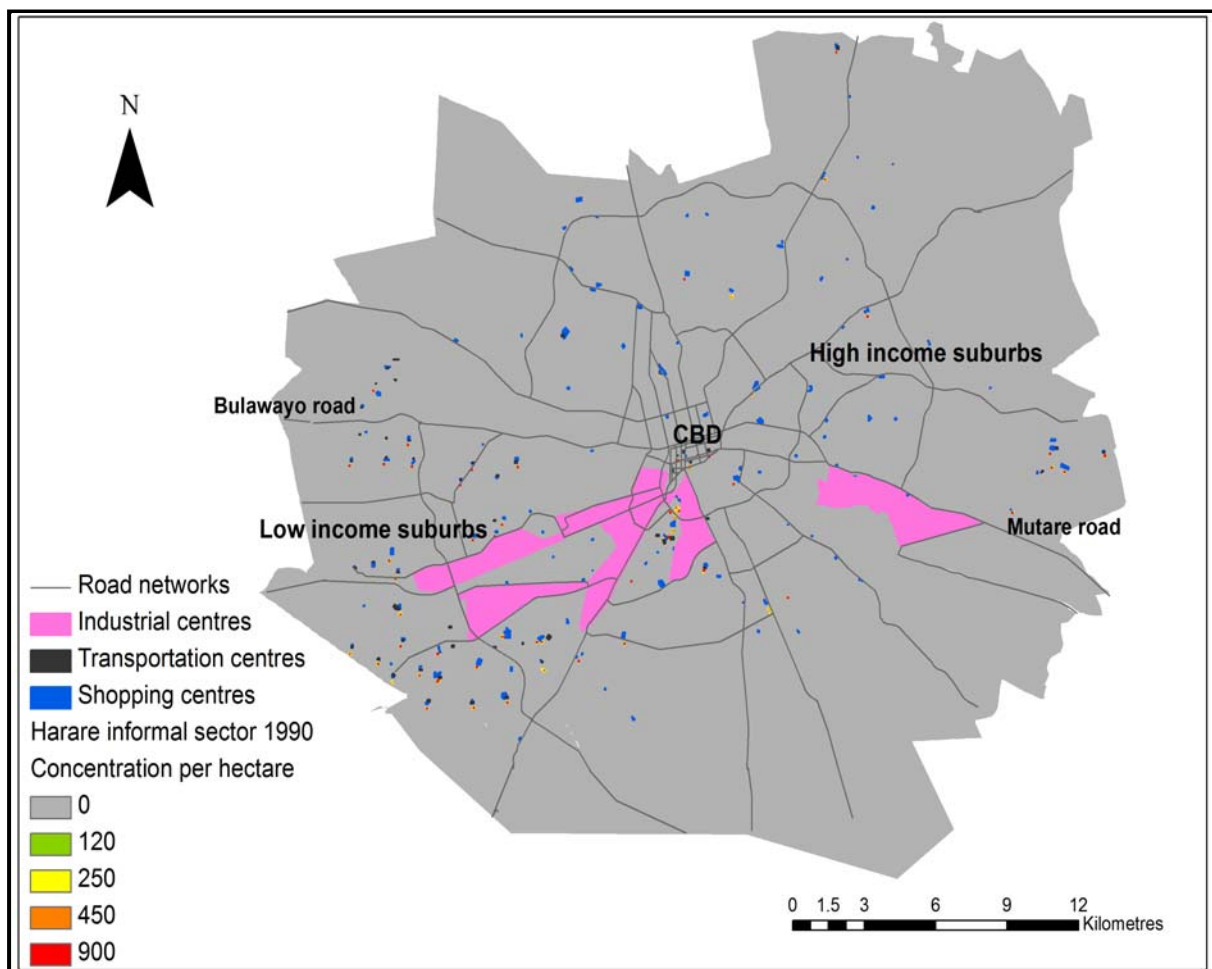 N
High income suburbs
Bulawayo road
CBD
Low income suburbs
Mutare road
Road networks
Industrial centres
Transportation centres
Shopping centres
Harare informal sector 1990
Concentration per hectare
0
120
250
450
900
0 1.5 3 6 9 12
Kilometres